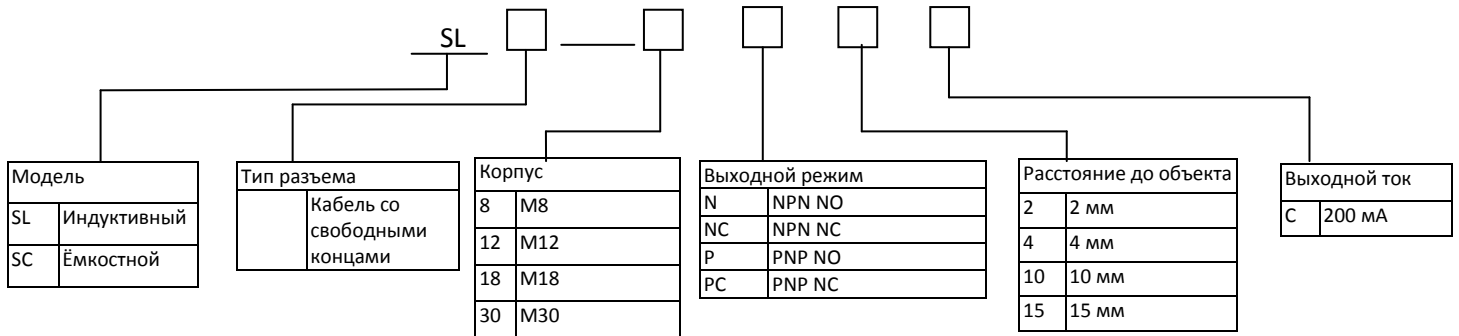 SL
Модель
SL Индуктивный
SC Ёмкостной
Тип разъема
Кабель со
свободными
концами
Корпус
8 M8
12 M12
18 M18
30 M30
Выходной режим
N NPN NO
NC NPN NC
P PNP NO
PC PNP NC
Расстояние до объекта
2 2 мм
4 4 мм
10 10 мм
15 15 мм
Выходной ток
C 200 мА